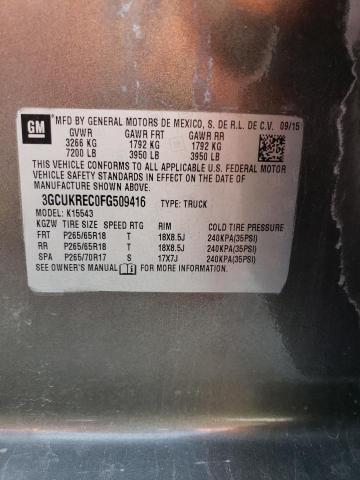 GM
MFD BY GENERAL MOTORS DE MEXICO, S. DE R.L. DE C.V. 09/15
GVWR GAWR FRT GAWR RR
3266 KG 1792 KG 1792 KG
7200 LB 3950 LB 3950 LB
THIS VEHICLE CONFORMS TO ALL APPLICABLE U.S. FEDERAL MOTOR
VEHICLE SAFETY, BUMPER, AND THEFT PREVENTION
STANDARDS IN EFFECT ON THE DATE OF MANUFACTURE SHOWN ABOVE.
3GCUKREC0FG509416 TYPE: TRUCK
MODEL: K15543
KGZW TIRE SIZE SPEED RTG RIM COLD TIRE PRESSURE
FRT P265/65R18 T 18X8.5J 240KPA(35PSI)
RR P265/65R18 T 18X8.5J 240KPA(35PSI)
SPA P265/70R17 S 17X7J 240KPA(35PSI)
SEE OWNER'S MANUAL FOR MORE INFORMATION.